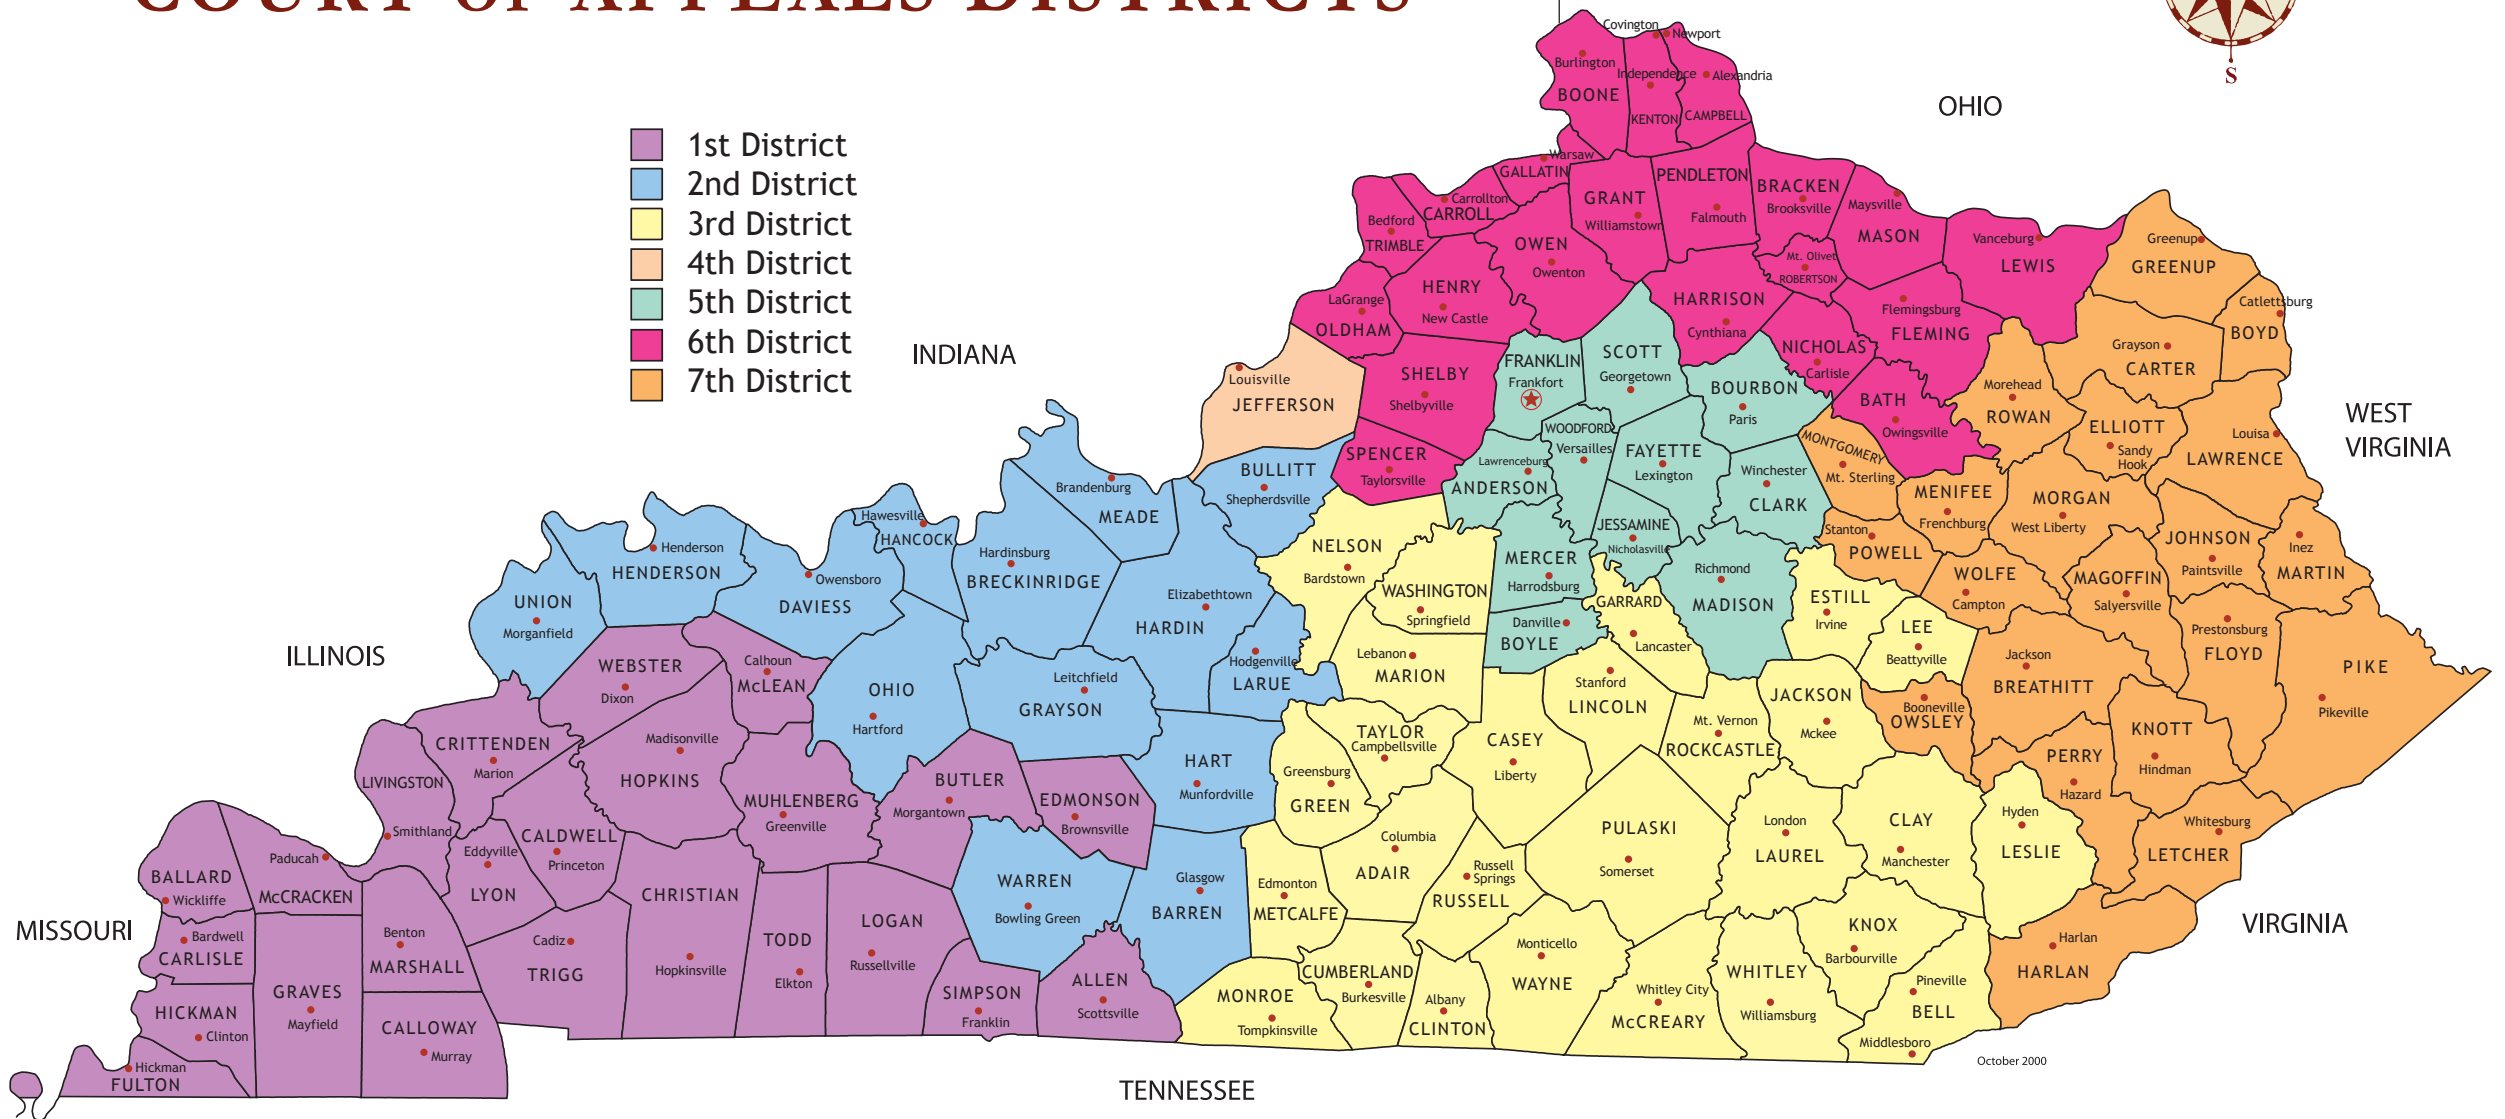 COURT OF APPEALS DISTRICTS
S
1st District
2nd District
3rd District
4th District
5th District
6th District
7th District
OHIO
INDIANA
ILLINOIS
MISSOURI
WEST
VIRGINIA
VIRGINIA
TENNESSEE
October 2000
Covington
Newport
Burlington
BOONE
Independence
KENTON
Alexandria
CAMPBELL
Warsaw
GALLATIN
Carrollton
CARROLL
Bedford
TRIMBLE
GRANT
Williamstown
PENDLETON
Falmouth
BRACKEN
Brooksville
Maysville
MASON
Mt. Olivet
ROBERTSON
Vanceburg
LEWIS
OWEN
Owenton
HENRY
New Castle
LaGrange
OLDHAM
HARRISON
Cynthiana
Flemingsburg
FLEMING
NICHOLAS
Carlisle
BATH
Owingsville
SHELBY
Shelbyville
SPENCER
Taylorsville
Greenup
GREENUP
Catlettsburg
BOYD
Grayson
CARTER
Morehead
ROWAN
ELLIOTT
Sandy
Hook
Louisa
LAWRENCE
MONTGOMERY
Mt. Sterling
MENIFEE
Frenchburg
MORGAN
West Liberty
JOHNSON
Paintsville
Inez
MARTIN
Stanton
POWELL
WOLFE
Campton
MAGOFFIN
Salyersville
Prestonsburg
FLOYD
PIKE
Pikeville
Jackson
BREATHITT
Booneville
OWSLEY
PERRY
Hazard
KNOTT
Hindman
Whitesburg
LETCHER
Harlan
HARLAN
Louisville
JEFFERSON
FRANKLIN
Frankfort
SCOTT
Georgetown
BOURBON
Paris
WOODFORD
Versailles
FAYETTE
Lexington
Winchester
CLARK
Lawrenceburg
ANDERSON
JESSAMINE
Nicholasville
MERCER
Harrodsburg
Richmond
MADISON
Danville
BOYLE
BULLITT
Shepherdsville
Brandenburg
MEADE
Hawesville
HANCOCK
Hardinsburg
BRECKINRIDGE
Henderson
HENDERSON
Owensboro
DAVIESS
UNION
Morganfield
Elizabethtown
HARDIN
Hodgenville
LARUE
OHIO
Hartford
Leitchfield
GRAYSON
HART
Munfordville
WARREN
Bowling Green
Glasgow
BARREN
NELSON
Bardstown
WASHINGTON
Springfield
Lebanon
MARION
GARRARD
Lancaster
ESTILL
Irvine
LEE
Beattyville
Stanford
LINCOLN
JACKSON
Mckee
Mt. Vernon
ROCKCASTLE
TAYLOR
Campbellsville
CASEY
Liberty
Greensburg
GREEN
PULASKI
Somerset
London
LAUREL
CLAY
Manchester
Hyden
LESLIE
Columbia
ADAIR
Russell
Springs
RUSSELL
Edmonton
METCALFE
Monticello
WAYNE
CUMBERLAND
Burkesville
MONROE
Tompkinsville
Albany
CLINTON
Whitley City
McCREARY
WHITLEY
Williamsburg
KNOX
Barbourville
Pineville
BELL
Middlesboro
WEBSTER
Dixon
Calhoun
McLEAN
CRITTENDEN
Marion
Madisonville
HOPKINS
LIVINGSTON
Smithland
MUHLENBERG
Greenville
BUTLER
Morgantown
EDMONSON
Brownsville
CALDWELL
Princeton
Eddyville
LYON
Paducah
McCRACKEN
BALLARD
Wickliffe
CHRISTIAN
Hopkinsville
TODD
Elkton
LOGAN
Russellville
SIMPSON
Franklin
ALLEN
Scottsville
Cadiz
TRIGG
Benton
MARSHALL
Bardwell
CARLISLE
GRAVES
Mayfield
HICKMAN
Clinton
CALLOWAY
Murray
Hickman
FULTON